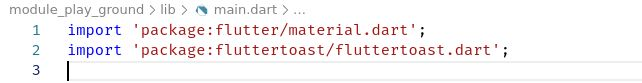 module_play_ground > lib > main.dart > ...
1 import 'package:flutter/material.dart';
2 import 'package:fluttertoast/fluttertoast.dart';
3